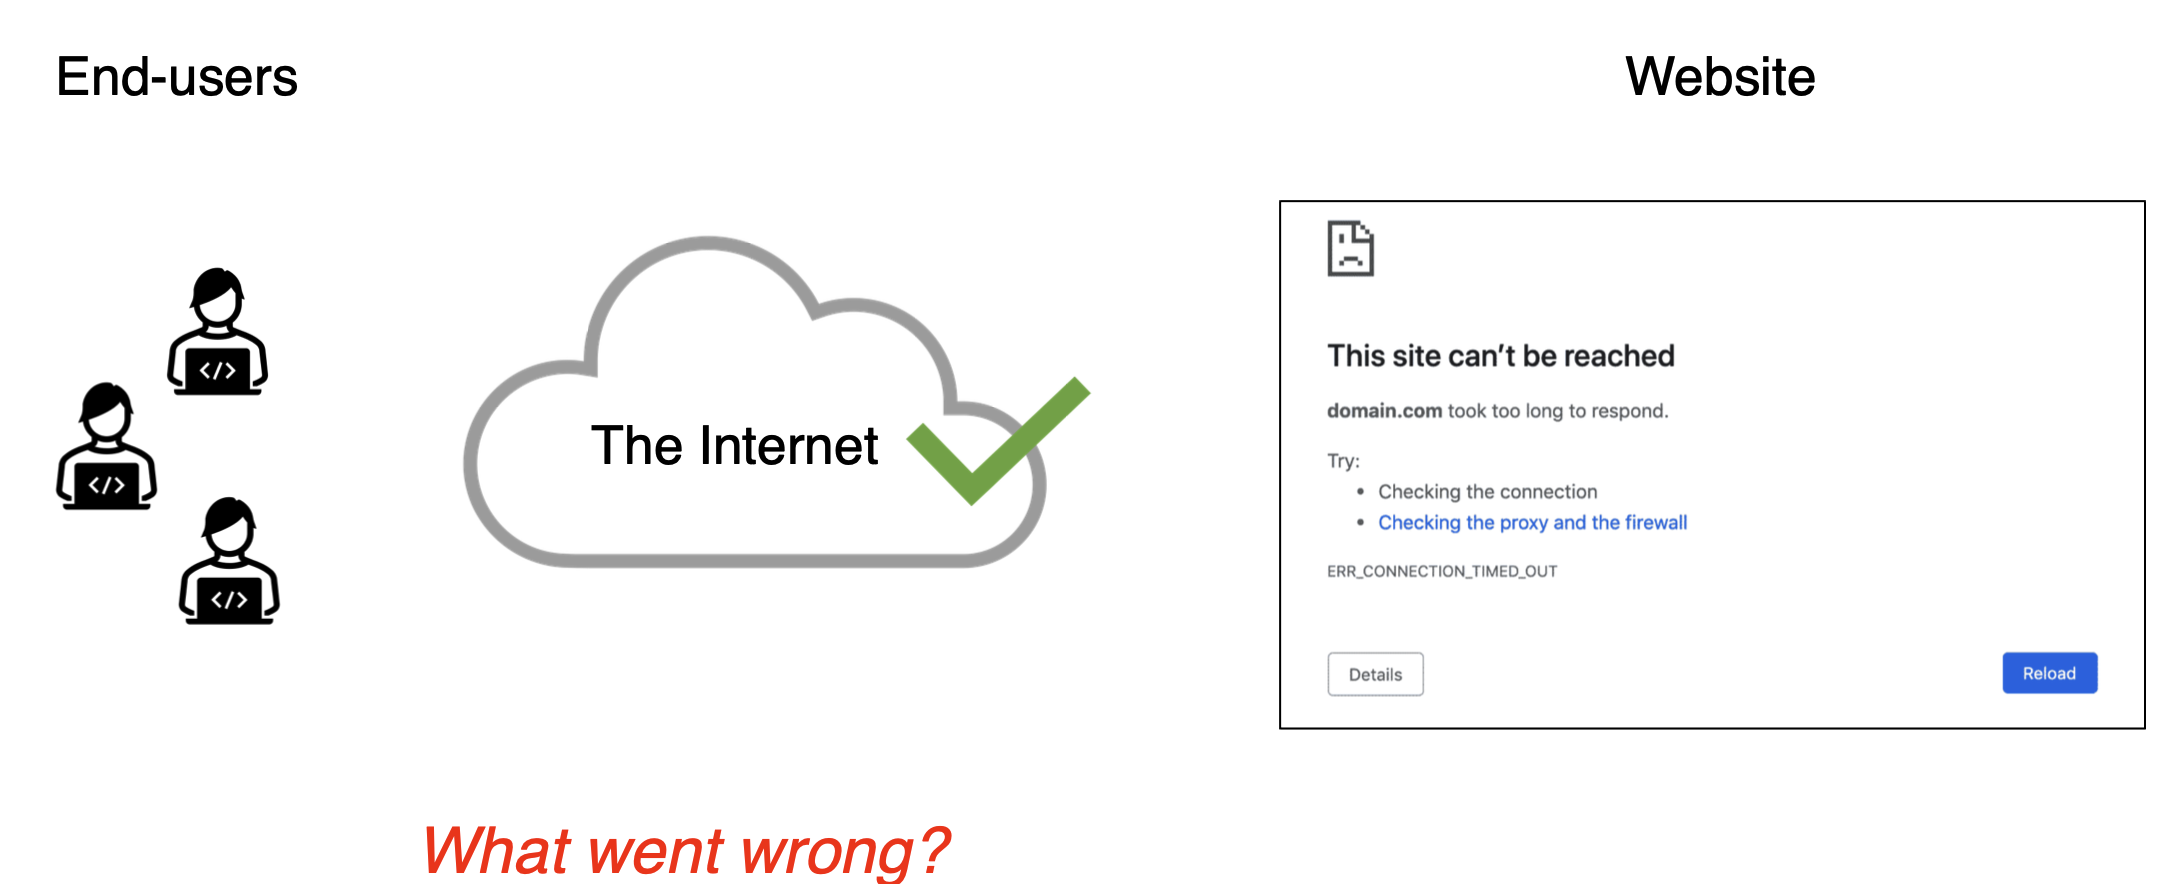 End-users
Website
</>
</>
</>
The Internet
This site can't be reached
domain.com took too long to respond.
Try:
• Checking the connection
• Checking the proxy and the firewall
ERR_CONNECTION_TIMED_OUT
Details
Reload
What went wrong?